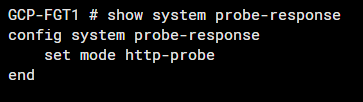 GCP-FGT1 # show system probe-response
config system probe-response
    set mode http-probe
end